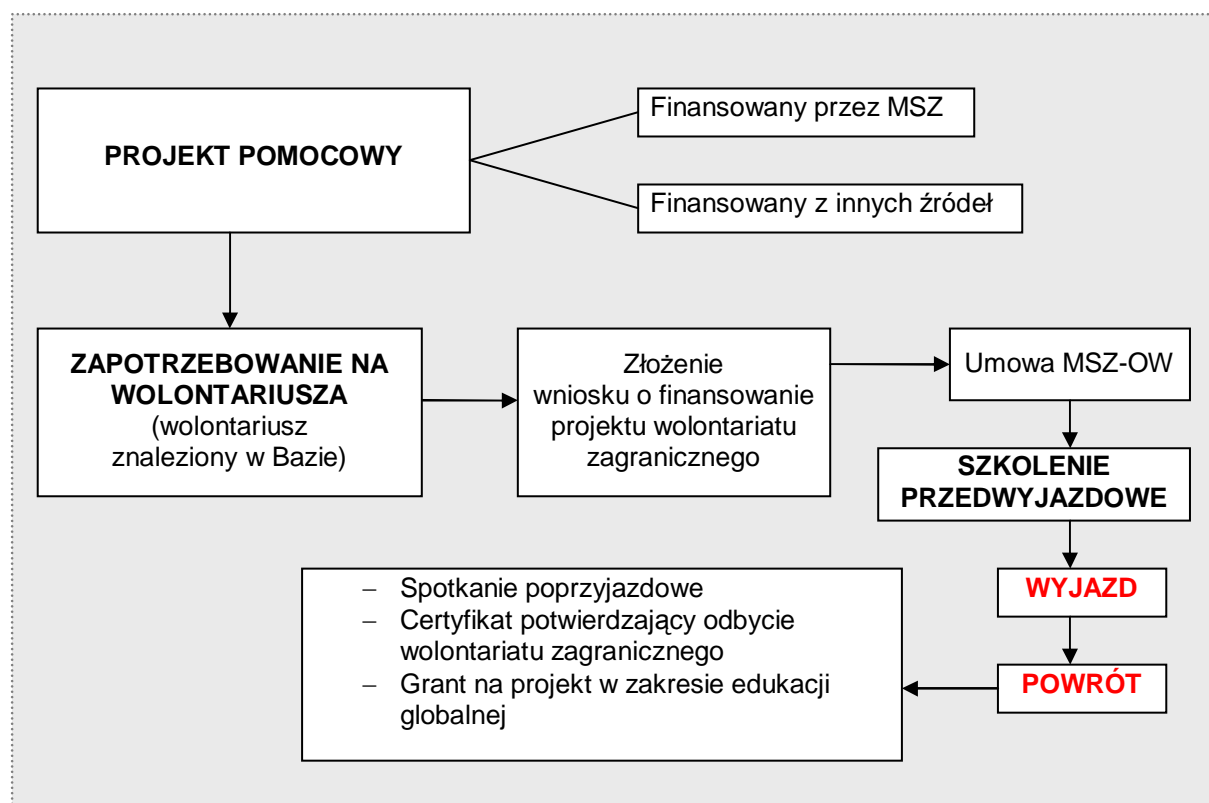 PROJEKT POMOCOWY
Finansowany przez MSZ
Finansowany z innych źródeł
ZAPOTRZEBOWANIE NA
WOLONTARIUSZA
(wolontariusz
znaleziony w Bazie)
Złożenie
wniosku o finansowanie
projektu wolontariatu
zagranicznego
Umowa MSZ-OW
SZKOLENIE
PRZEDWYJAZDOWE
WYJAZD
POWRÓT
– Spotkanie poprzyjazdowe
– Certyfikat potwierdzający odbycie
wolontariatu zagranicznego
– Grant na projekt w zakresie edukacji
globalnej